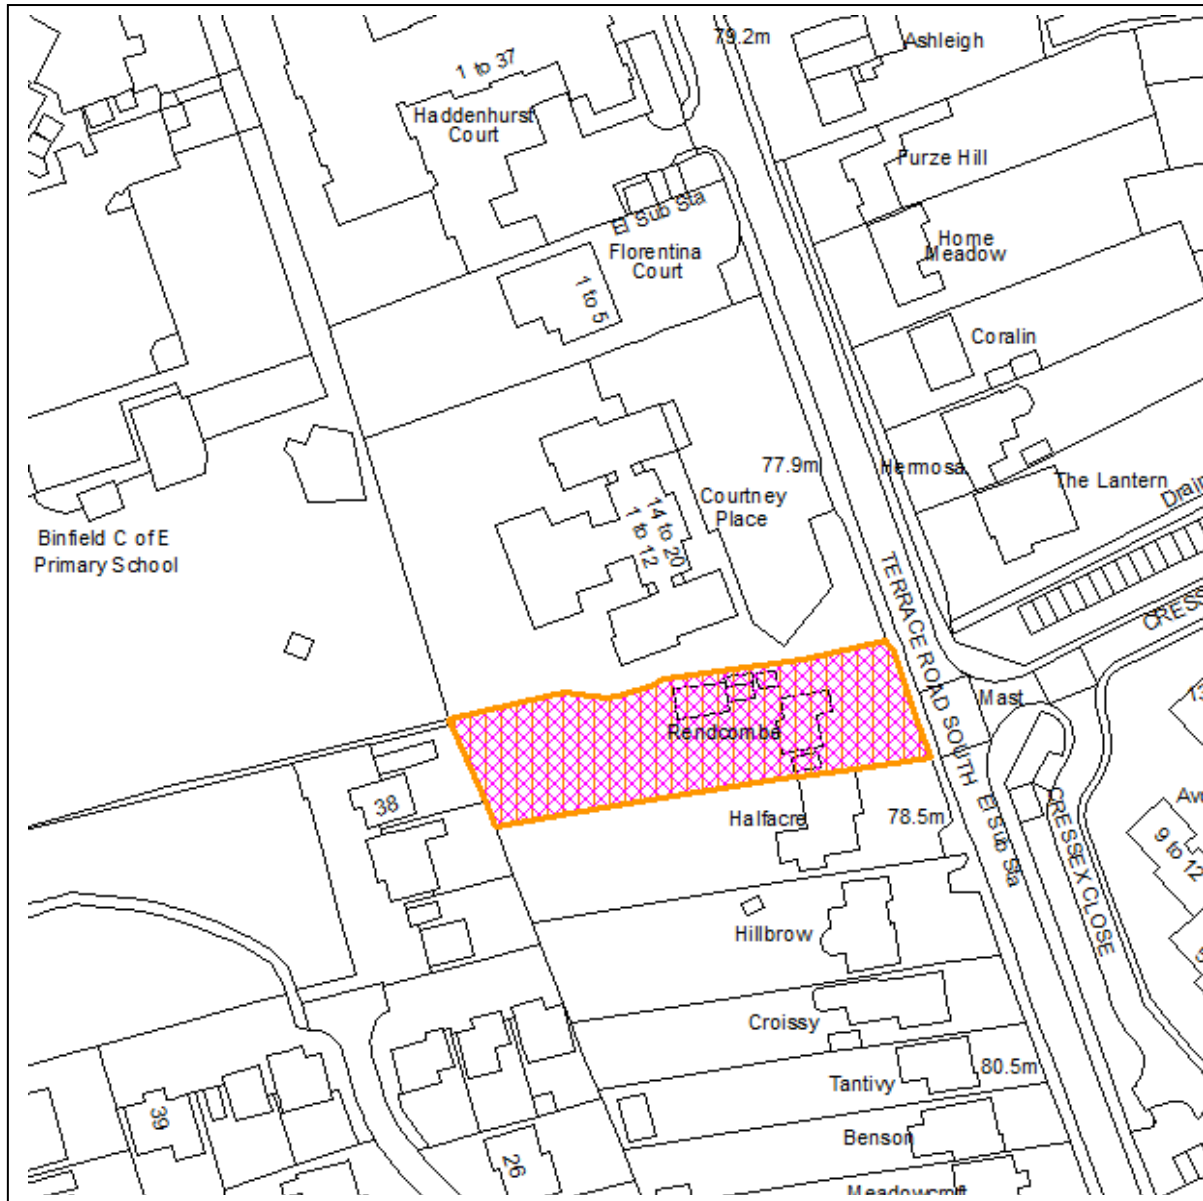 79.2m
Ashleigh
1 to 37
Haddenhurst
Court
Furze Hill
El Sub Sta
Home
Meadow
Florentina
Court
1 to 5
Coralin
77.9m
Hermosa
The Lantern
Courtney
Place
14 to 20
1 to 12
Binfield C of E
Primary School
TERRACE ROAD SOUTH
Mast
Rendcombe
38
Halfacre
78.5m
El Sub Sta
CRESSEX CLOSE
9 to 12
Hillbrow
Croissy
Tantivy
80.5m
39
Benson
26